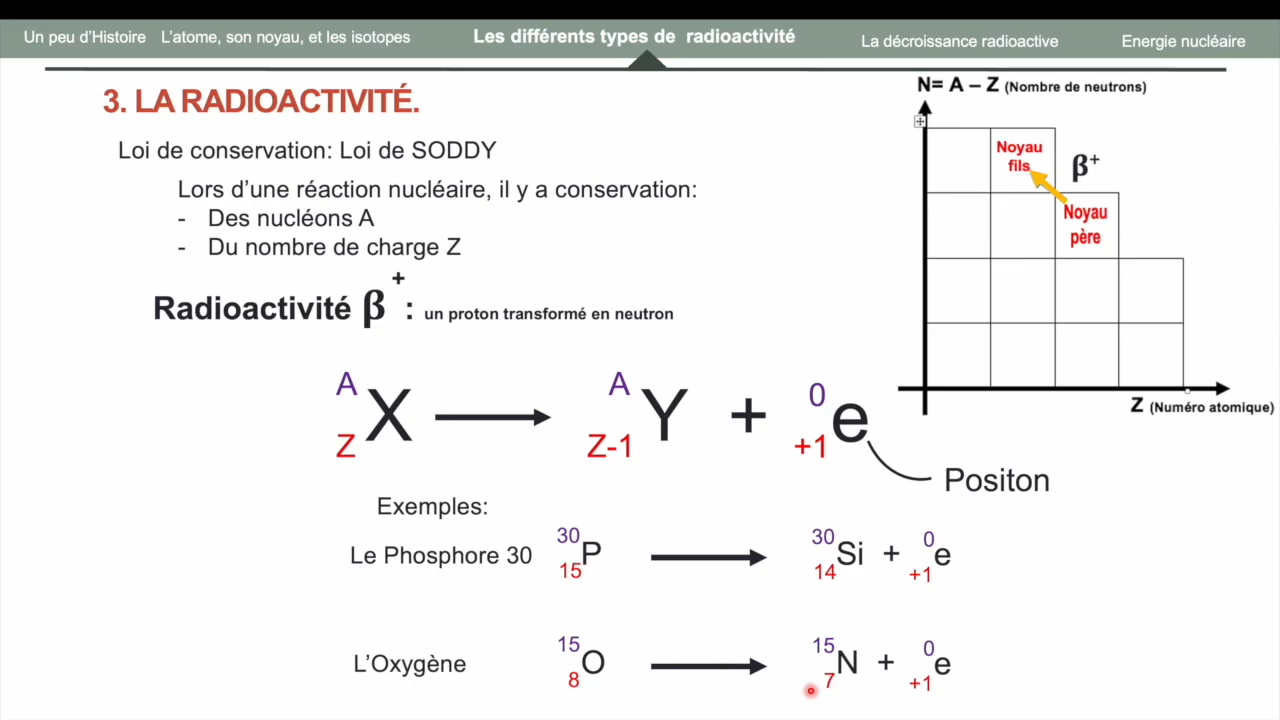 Un peu d'Histoire L'atome, son noyau, et les isotopes Les différents types de radioactivité La décroissance radioactive Energie nucléaire
3. LA RADIOACTIVITÉ.
Loi de conservation: Loi de SODDY
Lors d'une réaction nucléaire, il y a conservation:
- Des nucléons A
- Du nombre de charge Z
Radioactivité β+ : un proton transformé en neutron
N= A – Z (Nombre de neutrons)
Noyau
fils
β+
Noyau
père
Z (Numéro atomique)
A A 0
X Y + e
Z Z-1 +1
Positon
Exemples:
30 30 0
Le Phosphore 30 P Si + e
15 14 +1
15 15 0
L'Oxygène O N + e
8 7 +1